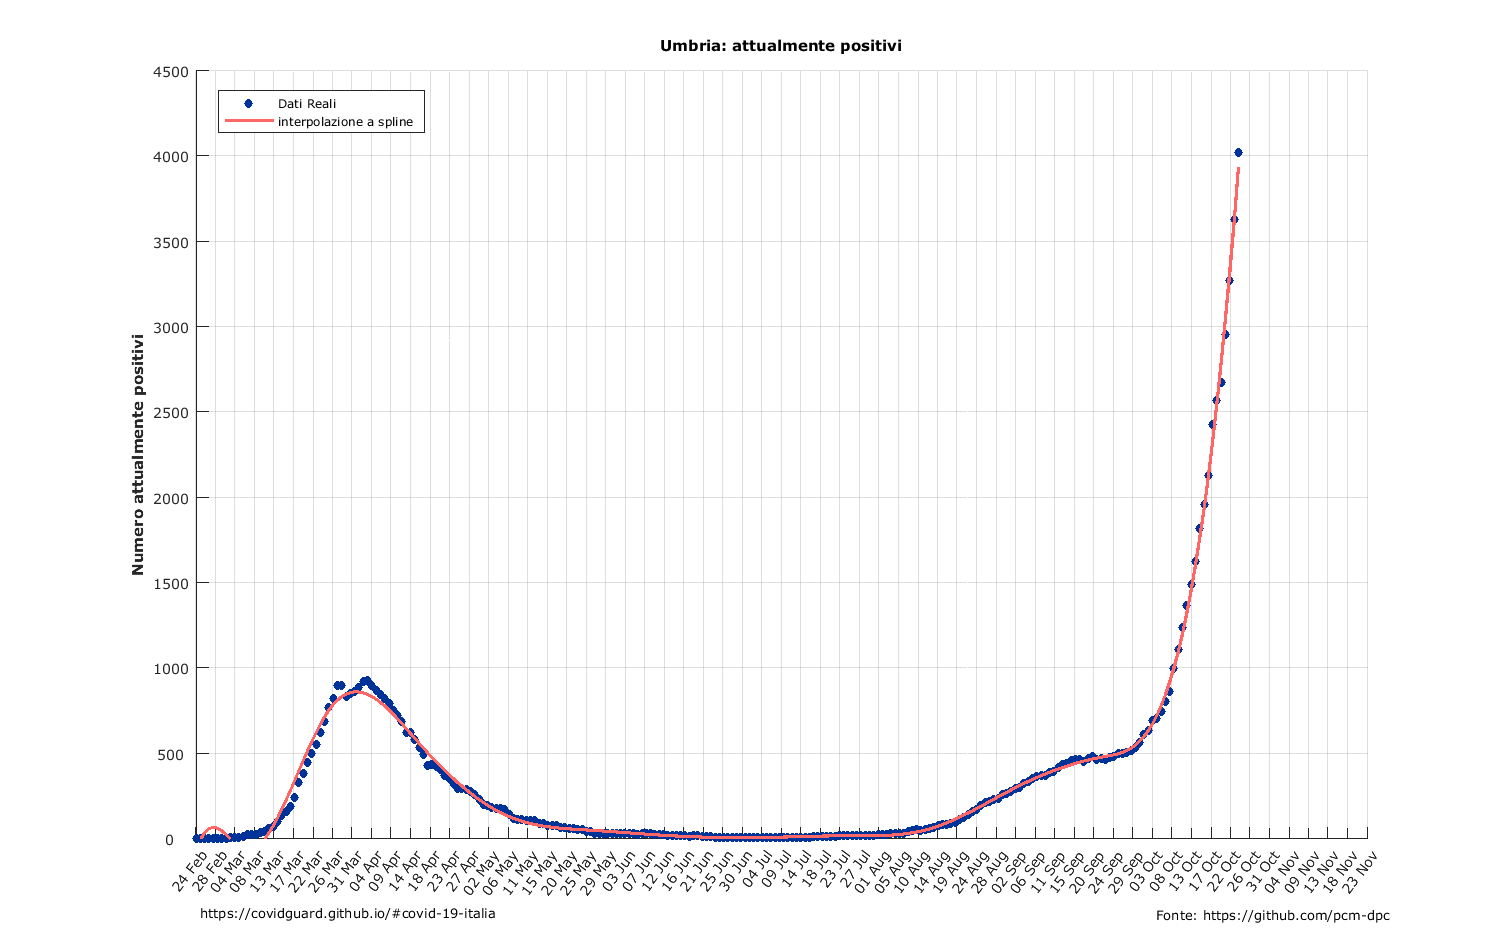 Umbria: attualmente positivi
4500
4000
3500
3000
2500
2000
1500
1000
500
0
Numero attualmente positivi
Dati Reali
interpolazione a spline
24 Feb
28 Feb
04 Mar
08 Mar
13 Mar
17 Mar
22 Mar
26 Mar
31 Mar
04 Apr
09 Apr
14 Apr
18 Apr
23 Apr
27 Apr
02 May
06 May
11 May
15 May
20 May
25 May
29 May
03 Jun
07 Jun
12 Jun
16 Jun
21 Jun
25 Jun
30 Jun
04 Jul
09 Jul
14 Jul
18 Jul
23 Jul
27 Jul
01 Aug
05 Aug
10 Aug
14 Aug
19 Aug
24 Aug
28 Aug
02 Sep
06 Sep
11 Sep
15 Sep
20 Sep
24 Sep
29 Sep
03 Oct
08 Oct
13 Oct
17 Oct
22 Oct
26 Oct
31 Oct
04 Nov
09 Nov
13 Nov
18 Nov
23 Nov
https://covidguard.github.io/#covid-19-italia
Fonte: https://github.com/pcm-dpc